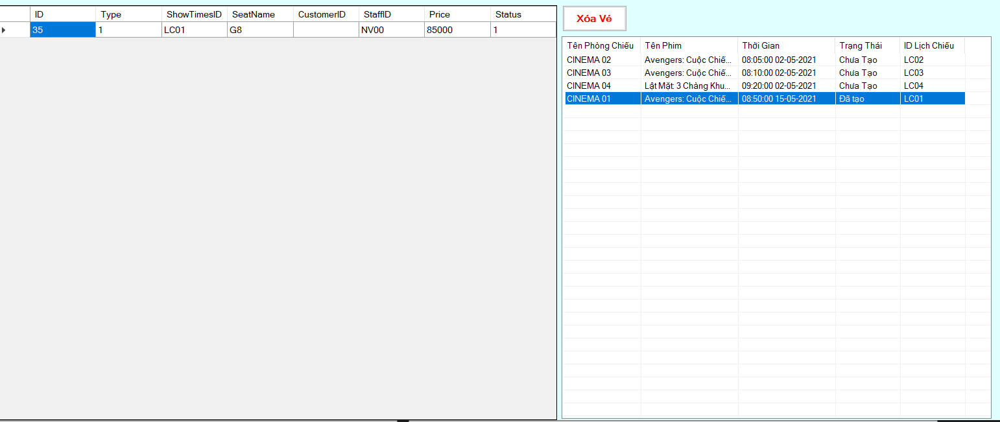 ID Type ShowTimesID SeatName CustomerID StaffID Price Status
35 1 LC01 G8 NV00 85000 1
Xóa Vé
Tên Phòng Chiếu Tên Phim Thời Gian Trạng Thái ID Lịch Chiếu
CINEMA 02 Avengers: Cuộc Chiế... 08:05:00 02-05-2021 Chưa Tạo LC02
CINEMA 03 Avengers: Cuộc Chiế... 08:10:00 02-05-2021 Chưa Tạo LC03
CINEMA 04 Lật Mặt: 3 Chàng Khu... 09:20:00 02-05-2021 Chưa Tạo LC04
CINEMA 01 Avengers: Cuộc Chiế... 08:50:00 15-05-2021 Đã tạo LC01